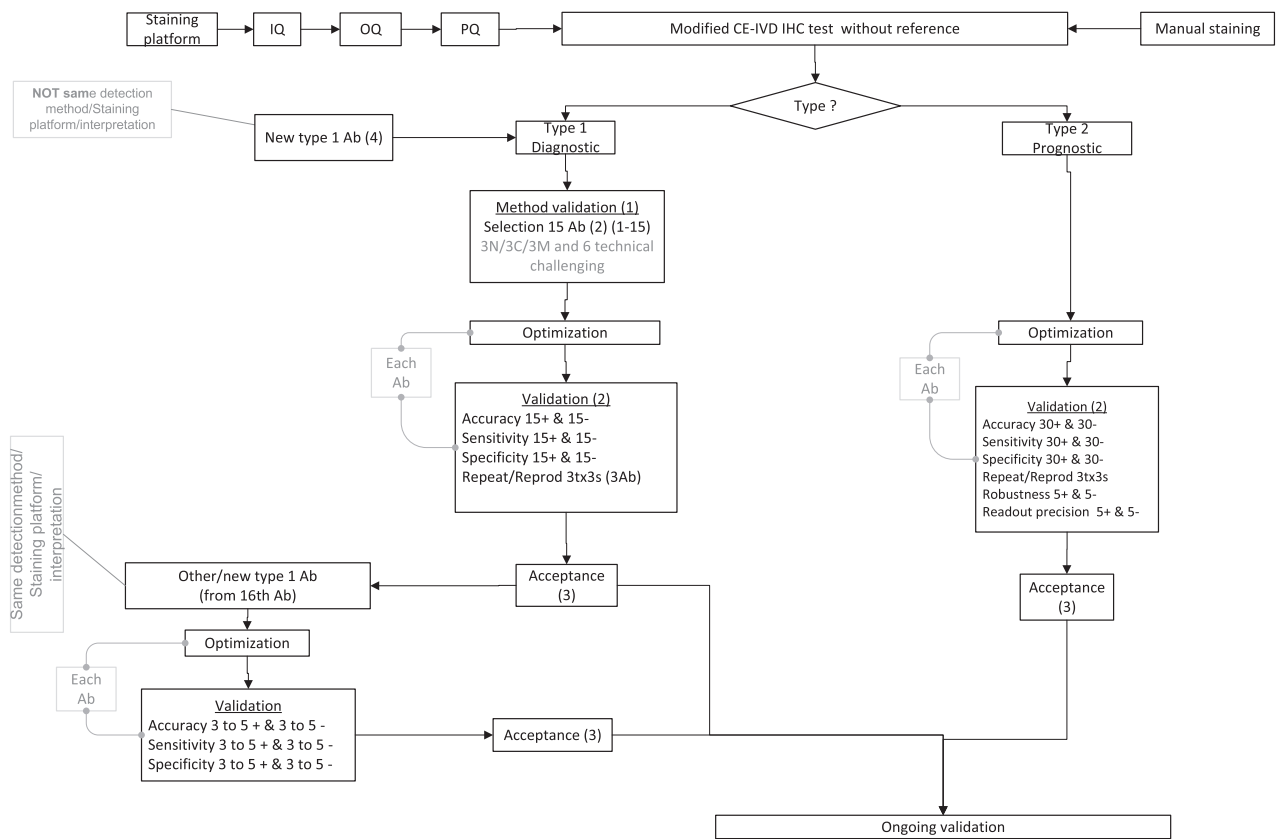 Staining
platform
IQ
OQ
PQ
Modified CE-IVD IHC test  without reference
Manual staining
NOT same detection
method/Staining
platform/interpretation
Type ?
New type 1 Ab (4)
Type 1
Diagnostic
Type 2
Prognostic
Method validation (1)
Selection 15 Ab (2) (1-15)
3N/3C/3M and 6 technical
challenging
Optimization
Optimization
Each
Ab
Each
Ab
Validation (2)
Accuracy 15+ & 15-
Sensitivity 15+ & 15-
Specificity 15+ & 15-
Repeat/Reprod 3tx3s (3Ab)
Validation (2)
Accuracy 30+ & 30-
Sensitivity 30+ & 30-
Specificity 30+ & 30-
Repeat/Reprod 3tx3s
Robustness 5+ & 5-
Readout precision  5+ & 5-
Same detectionmethod/
Staining platform/
interpretation
Other/new type 1 Ab
(from 16th Ab)
Acceptance
(3)
Acceptance
(3)
Optimization
Each
Ab
Validation
Accuracy 3 to 5 + & 3 to 5 -
Sensitivity 3 to 5 + & 3 to 5 -
Specificity 3 to 5 + & 3 to 5 -
Acceptance (3)
Ongoing validation